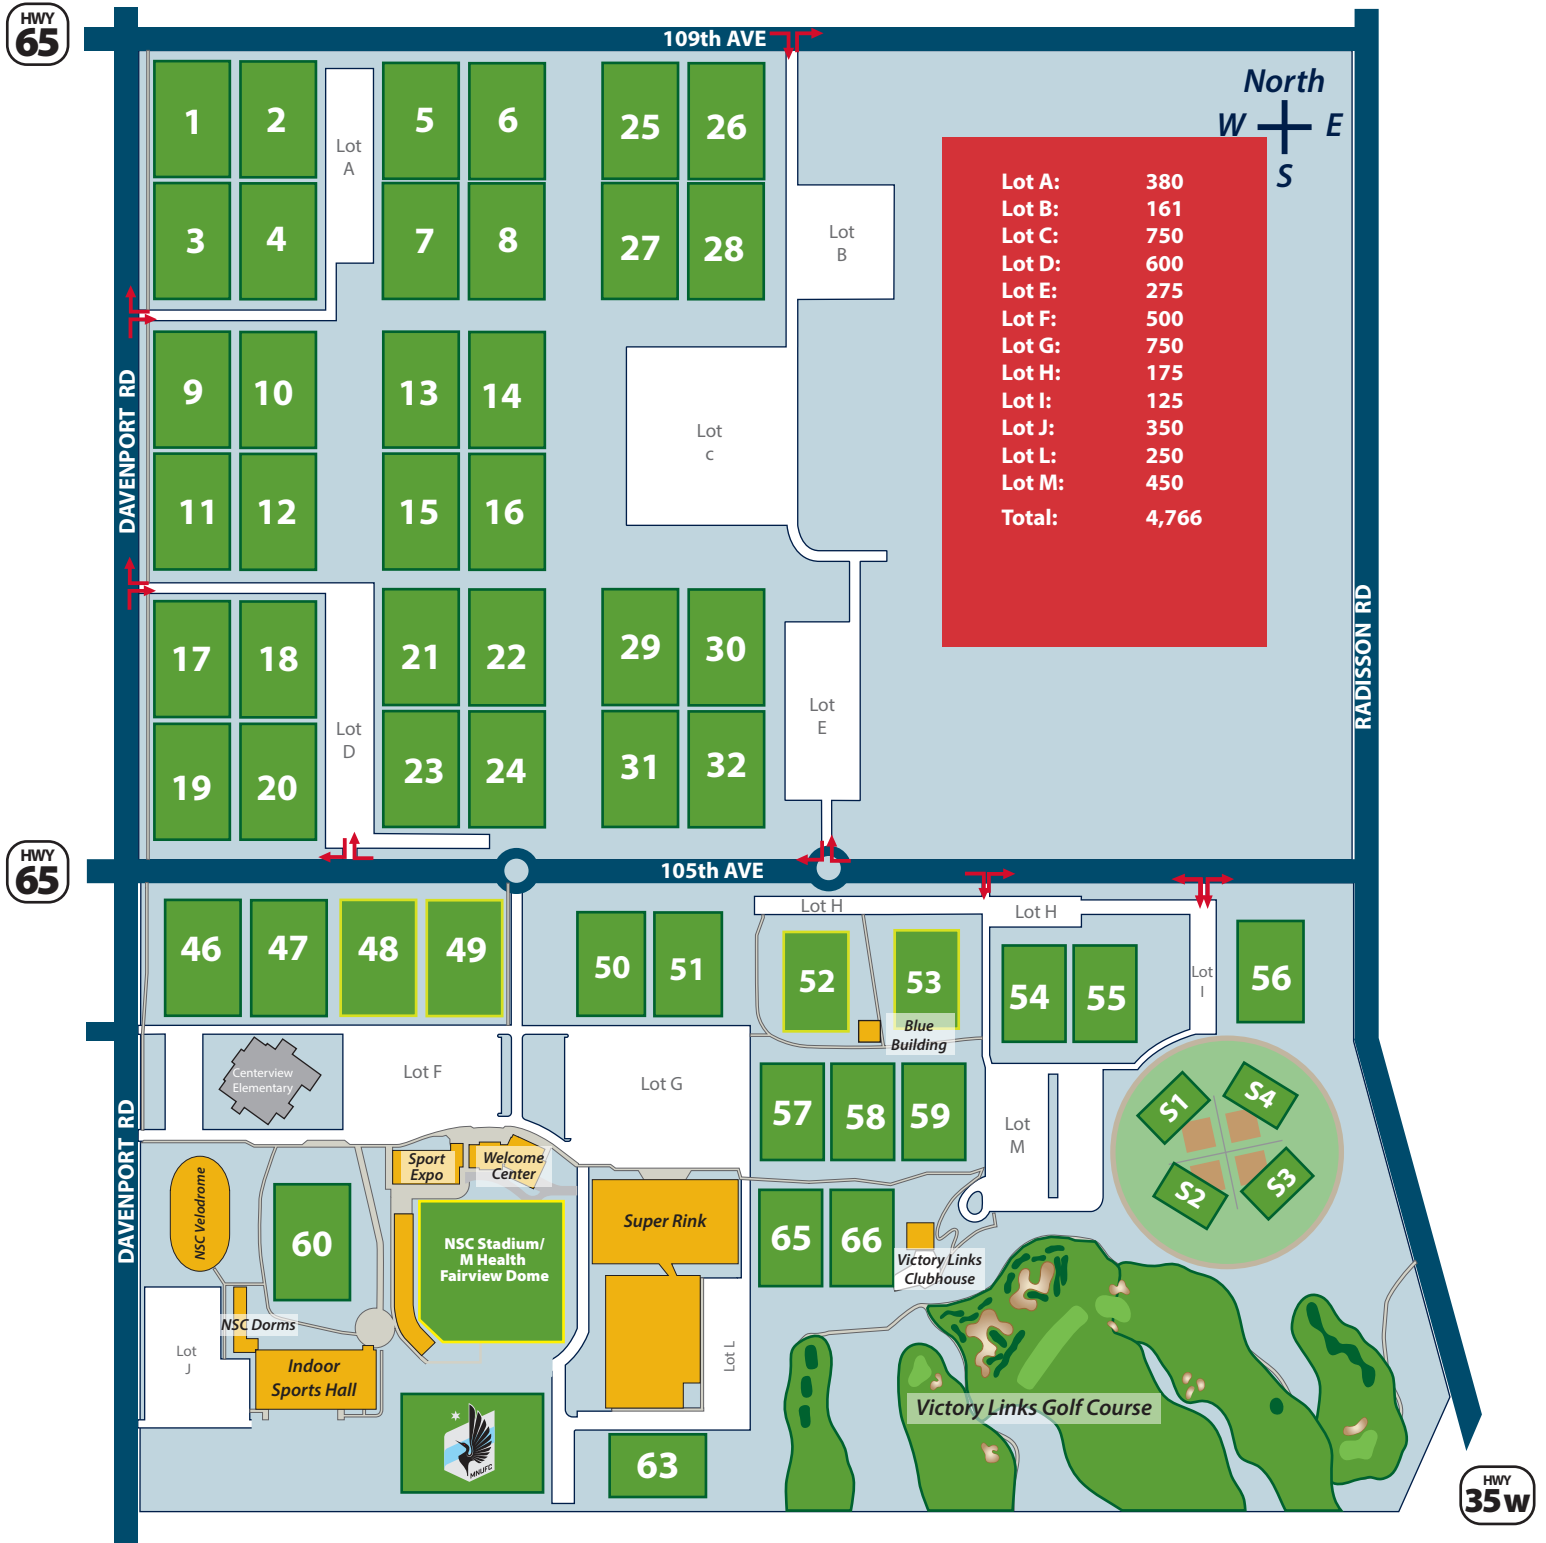 HWY
65
109th AVE
North
W E
S
1 2 5 6 25 26
Lot
A
3 4 7 8 27 28
Lot
B
Lot A: 380
Lot B: 161
Lot C: 750
Lot D: 600
Lot E: 275
Lot F: 500
Lot G: 750
Lot H: 175
Lot I: 125
Lot J: 350
Lot L: 250
Lot M: 450
Total: 4,766
DAVENPORT RD
9 10 13 14
Lot
c
11 12 15 16
17 18 21 22 29 30
RADISSON RD
Lot
D
Lot
E
19 20 23 24 31 32
HWY
65
105th AVE
Lot H
Lot H
46 47 48 49 50 51 52 53 54 55 56
Lot
I
Blue
Building
Centerview
Elementary
Lot F
Lot G
57 58 59
Lot
M
S1 S4
S2 S3
DAVENPORT RD
Sport
Expo
Welcome
Center
NSC Velodrome
60
NSC Stadium/
M Health
Fairview Dome
Super Rink
65 66
Victory Links
Clubhouse
NSC Dorms
Lot
J
Indoor
Sports Hall
Lot L
Victory Links Golf Course
MNUFC
63
HWY
35W